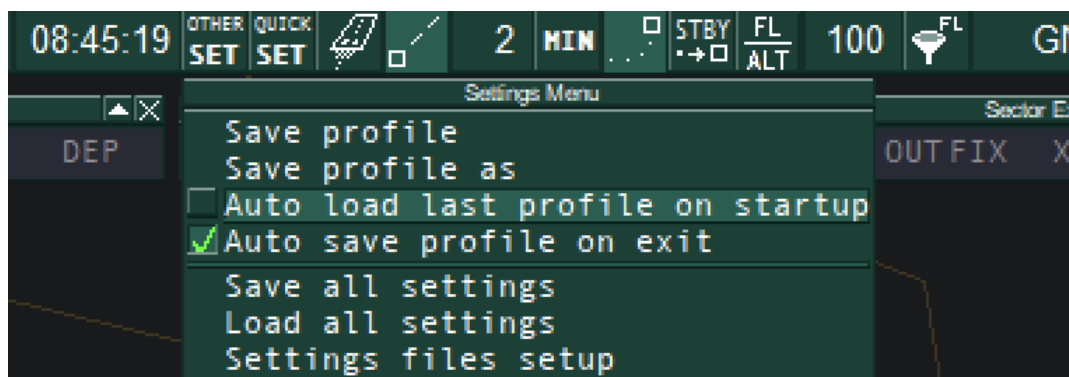 08:45:19 OTHER SET QUICK SET 2 MIN STBY FL ALT 100 FL
Settings Menu
Save profile
Save profile as
Auto load last profile on startup
Auto save profile on exit
Save all settings
Load all settings
Settings files setup
DEP
Sector
OUT FIX X